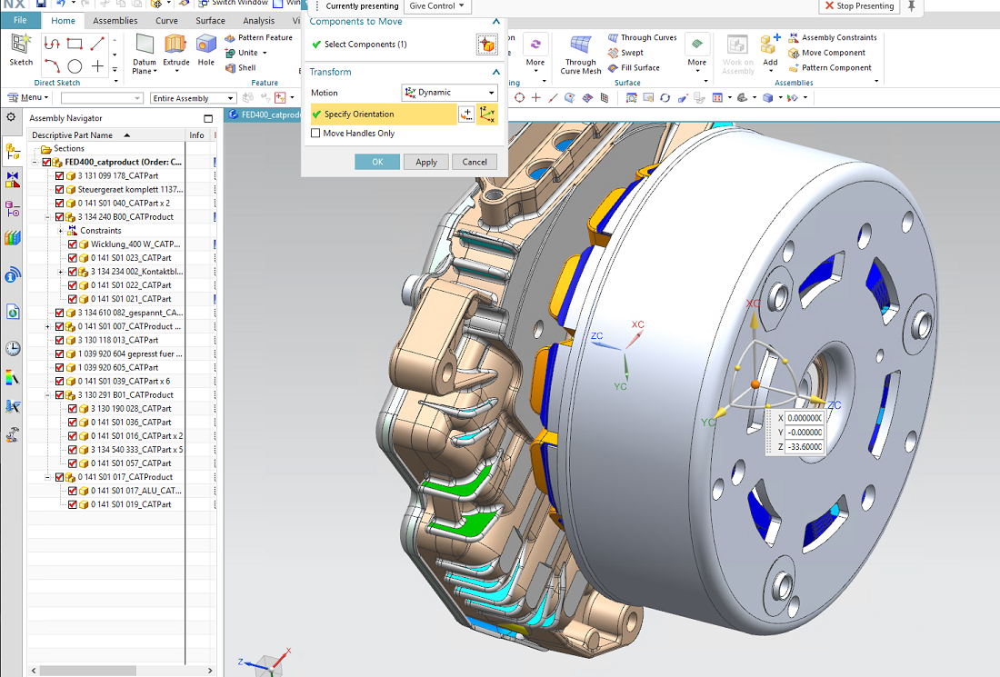 NX
Switch Window
Win
Currently presenting
Give Control
Stop Presenting
File
Home
Assemblies
Curve
Surface
Analysis
Vi
Components to Move
Select Components (1)
Transform
Motion
Dynamic
Specify Orientation
Move Handles Only
OK
Apply
Cancel
Sketch
Direct Sketch
Datum
Plane
Extrude
Hole
Pattern Feature
Unite
Shell
Feature
More
Through
Curve Mesh
Through Curves
Swept
Fill Surface
More
Surface
Work on
Assembly
Add
Assembly Constraints
Move Component
Pattern Component
Assemblies
Menu
Entire Assembly
Assembly Navigator
FED400_catprodu
Descriptive Part Name
Info
Sections
FED400_catproduct (Order: C...
3 131 099 178_CATPart
Steuergeraet komplett 1137...
0 141 S01 040_CATPart x 2
3 134 240 B00_CATProduct
Constraints
Wicklung_400 W_CATP...
0 141 S01 023_CATPart
3 134 234 002_Kontaktbl...
0 141 S01 022_CATPart
0 141 S01 021_CATPart
3 134 610 082_gespannt_CA...
0 141 S01 007_CATProduct ...
3 130 118 013_CATPart
1 039 920 604 gepresst fuer ...
1 039 920 605_CATPart
0 141 S01 039_CATPart x 6
3 130 291 B01_CATProduct
3 130 190 028_CATPart
0 141 S01 036_CATPart
0 141 S01 016_CATPart x 2
3 134 540 333_CATPart x 5
0 141 S01 057_CATPart
0 141 S01 017_CATProduct
0 141 S01 017_ALU_CAT...
0 141 S01 019_CATPart
XC
ZC
YC
XC
ZC
YC
X 0.000000(
Y -0.00000(
Z -33.6000(
X
Z